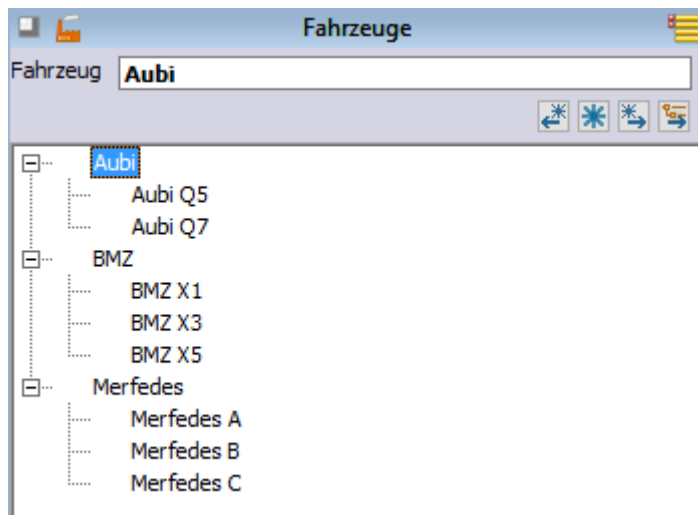 Fahrzeuge
Fahrzeug Aubi
Aubi
Aubi Q5
Aubi Q7
BMZ
BMZ X1
BMZ X3
BMZ X5
Merfedes
Merfedes A
Merfedes B
Merfedes C